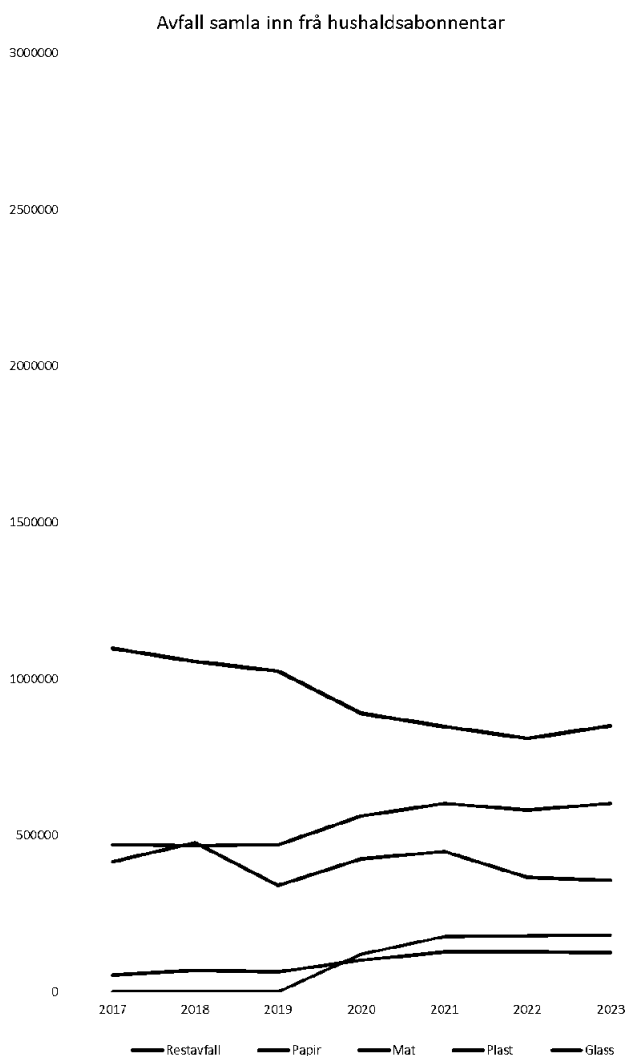 Avfall samla inn frå hushaldsabonnentar
3000000
2500000
2000000
1500000
1000000
500000
0
2017 2018 2019 2020 2021 2022 2023
Restavfall Papir Mat Plast Glass